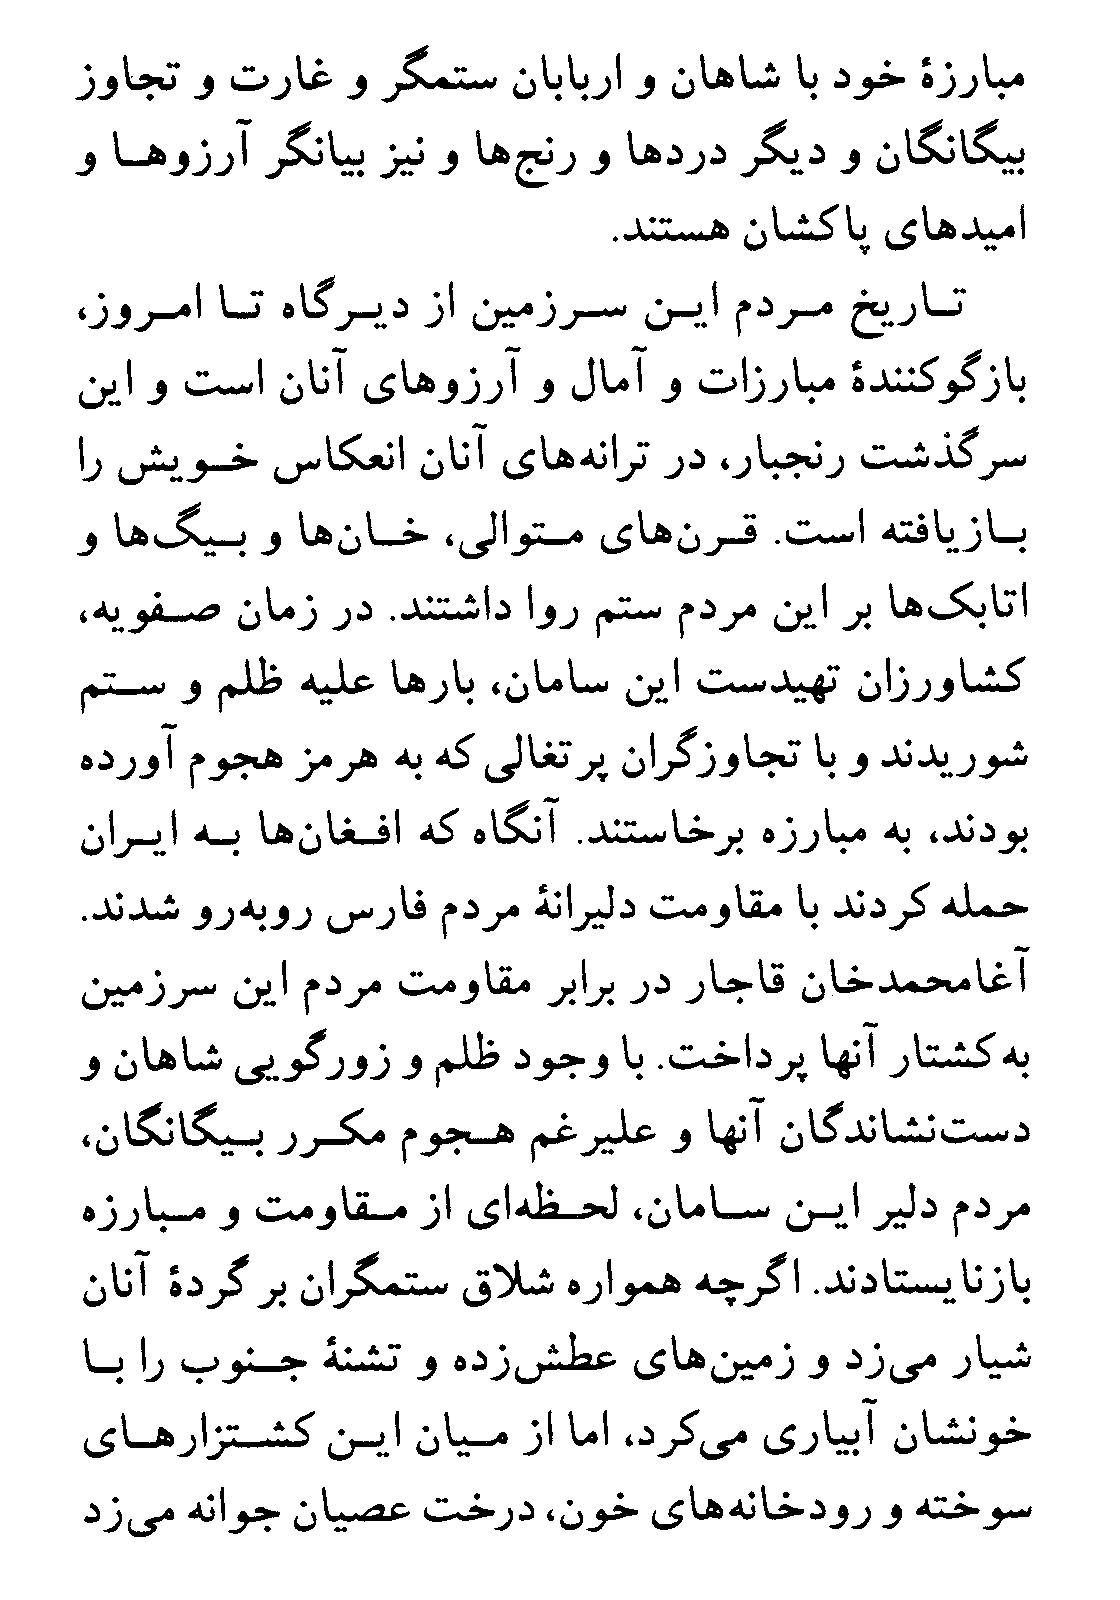 مبارزهٔ خود با شاهان و اربابان ستمگر و غارت و تجاوز
بیگانگان و دیگر دردها و رنج‌ها و نیز بیانگر آرزوها و
امیدهای پاکشان هستند.
تاریخ مردم این سرزمین از دیرگاه تا امروز،
بازگوکنندهٔ مبارزات و آمال و آرزوهای آنان است و این
سرگذشت رنجبار، در ترانه‌های آنان انعکاس خویش را
بازیافته است. قرن‌های متوالی، خان‌ها و بیگ‌ها و
اتابک‌ها بر این مردم ستم روا داشتند. در زمان صفویه،
کشاورزان تهیدست این سامان، بارها علیه ظلم و ستم
شوریدند و با تجاوزگران پرتغالی که به هرمز هجوم آورده
بودند، به مبارزه برخاستند. آنگاه که افغان‌ها به ایران
حمله کردند با مقاومت دلیرانهٔ مردم فارس روبه‌رو شدند.
آغامحمدخان قاجار در برابر مقاومت مردم این سرزمین
به کشتار آنها پرداخت. با وجود ظلم و زورگویی شاهان و
دست‌نشاندگان آنها و علیرغم هجوم مکرر بیگانگان،
مردم دلیر این سامان، لحظه‌ای از مقاومت و مبارزه
بازنایستادند. اگرچه همواره شلاق ستمگران بر گردهٔ آنان
شیار می‌زد و زمین‌های عطش‌زده و تشنهٔ جنوب را با
خونشان آبیاری می‌کرد، اما از میان این کشتزارهای
سوخته و رودخانه‌های خون، درخت عصیان جوانه می‌زد